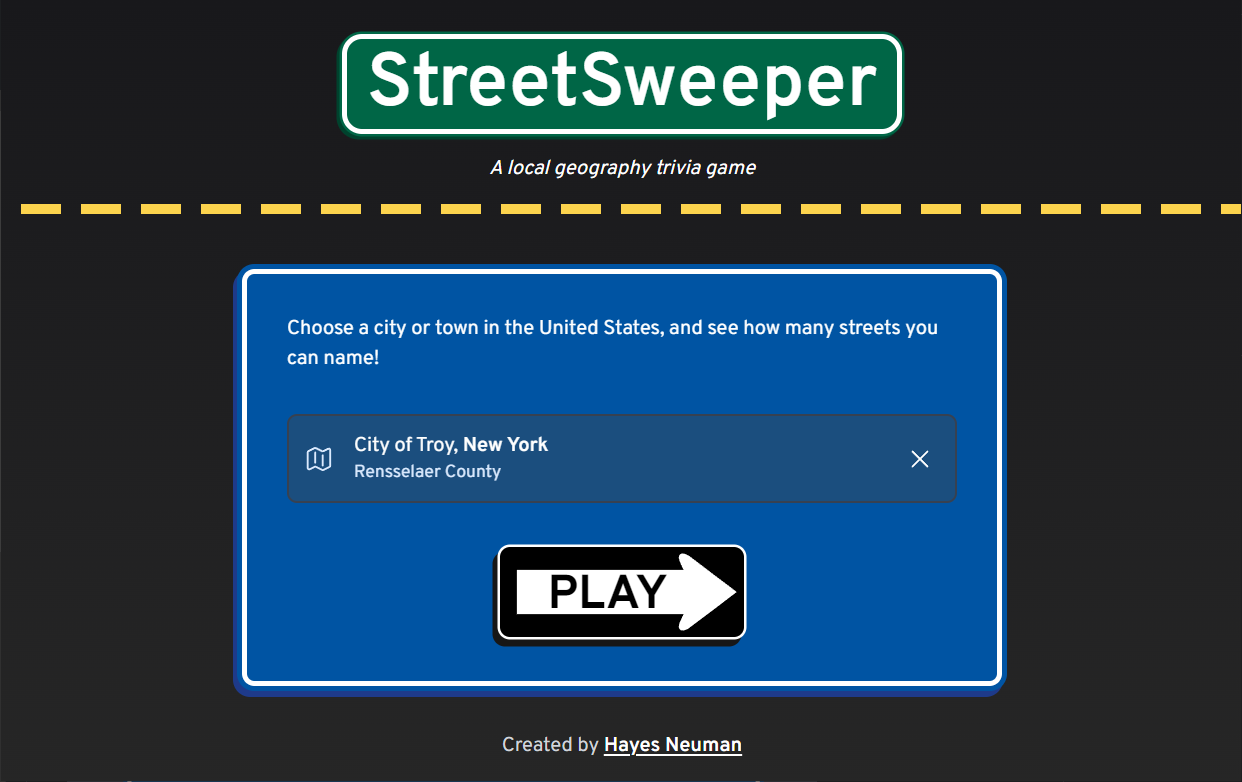 StreetSweeper
A local geography trivia game
Choose a city or town in the United States, and see how many streets you
can name!
City of Troy, New York
Rensselaer County
PLAY
Created by Hayes Neuman